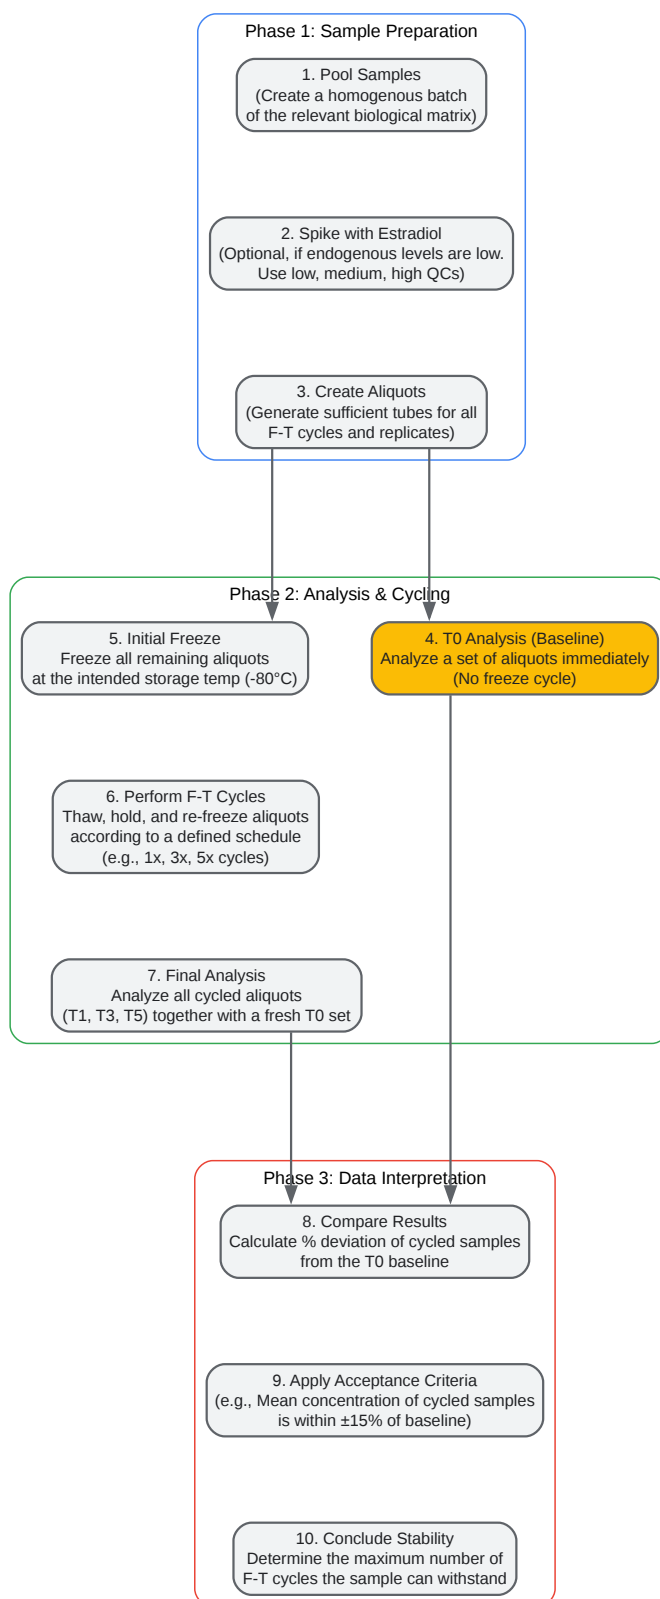 Phase 1: Sample Preparation
1. Pool Samples
(Create a homogenous batch
of the relevant biological matrix)
2. Spike with Estradiol
(Optional, if endogenous levels are low.
Use low, medium, high QCs)
3. Create Aliquots
(Generate sufficient tubes for all
F-T cycles and replicates)
Phase 2: Analysis & Cycling
5. Initial Freeze
Freeze all remaining aliquots
at the intended storage temp (-80°C)
4. T0 Analysis (Baseline)
Analyze a set of aliquots immediately
(No freeze cycle)
6. Perform F-T Cycles
Thaw, hold, and re-freeze aliquots
according to a defined schedule
(e.g., 1x, 3x, 5x cycles)
7. Final Analysis
Analyze all cycled aliquots
(T1, T3, T5) together with a fresh T0 set
Phase 3: Data Interpretation
8. Compare Results
Calculate % deviation of cycled samples
from the T0 baseline
9. Apply Acceptance Criteria
(e.g., Mean concentration of cycled samples
is within ±15% of baseline)
10. Conclude Stability
Determine the maximum number of
F-T cycles the sample can withstand